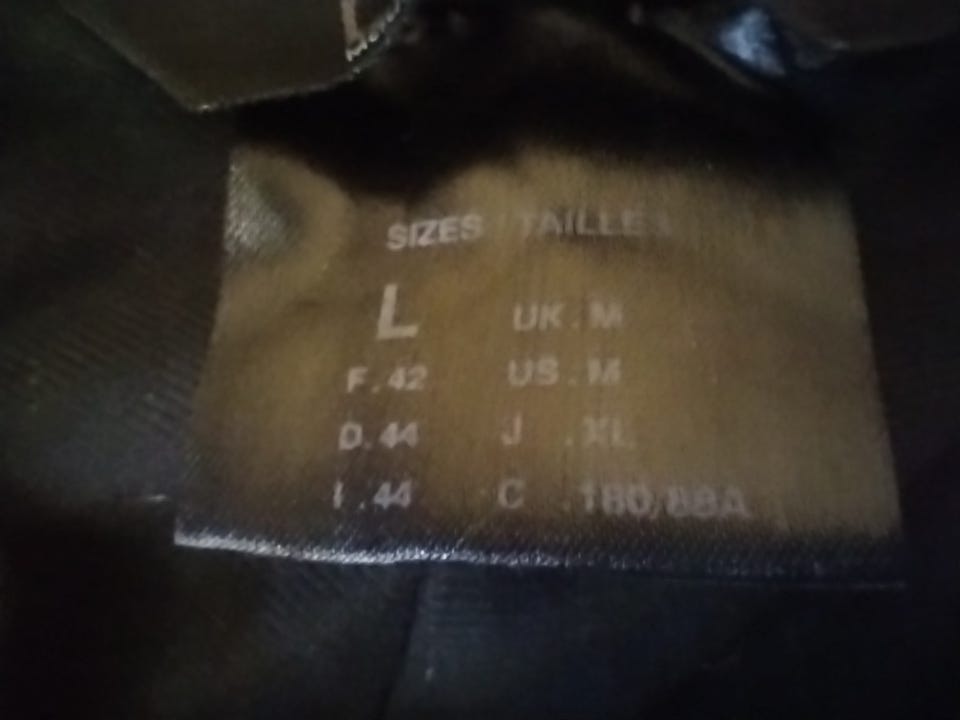 SIZES / TAILLES
L UK . M
F . 42 US . M
D . 44 J . XL
I . 44 C . 180/88A